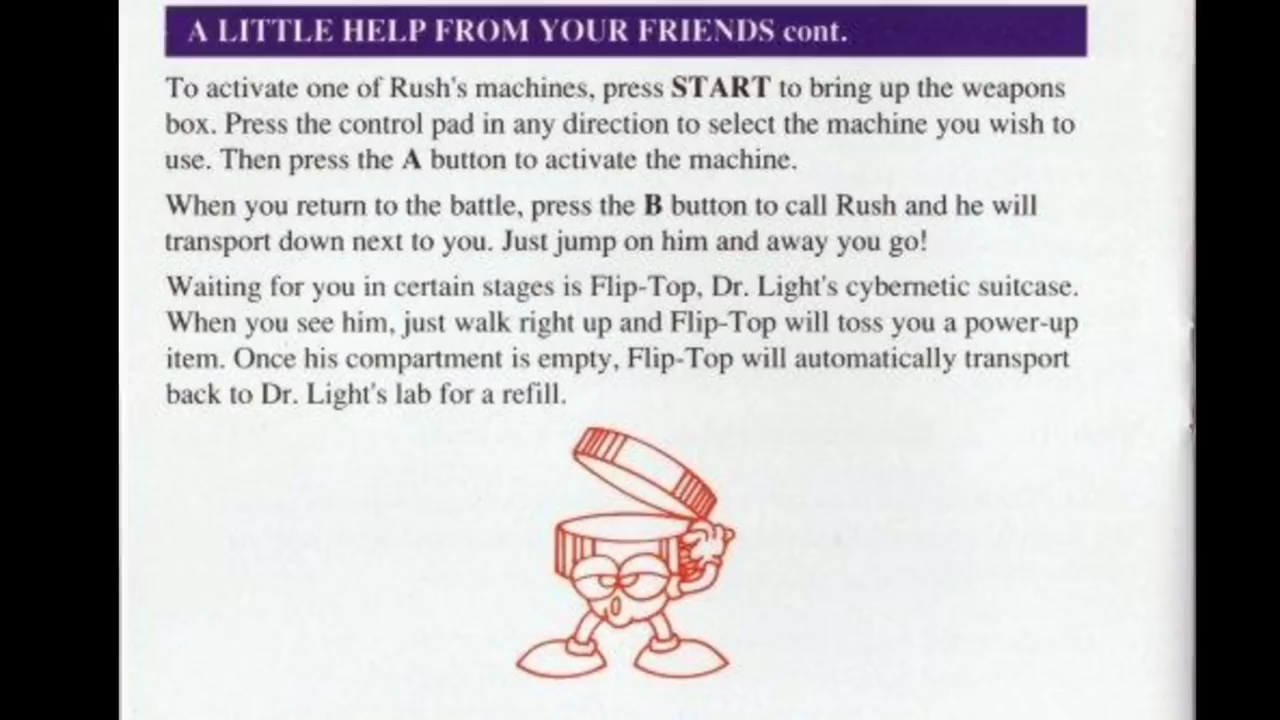 A LITTLE HELP FROM YOUR FRIENDS cont.
To activate one of Rush's machines, press START to bring up the weapons
box. Press the control pad in any direction to select the machine you wish to
use. Then press the A button to activate the machine.
When you return to the battle, press the B button to call Rush and he will
transport down next to you. Just jump on him and away you go!
Waiting for you in certain stages is Flip-Top, Dr. Light's cybernetic suitcase.
When you see him, just walk right up and Flip-Top will toss you a power-up
item. Once his compartment is empty, Flip-Top will automatically transport
back to Dr. Light's lab for a refill.